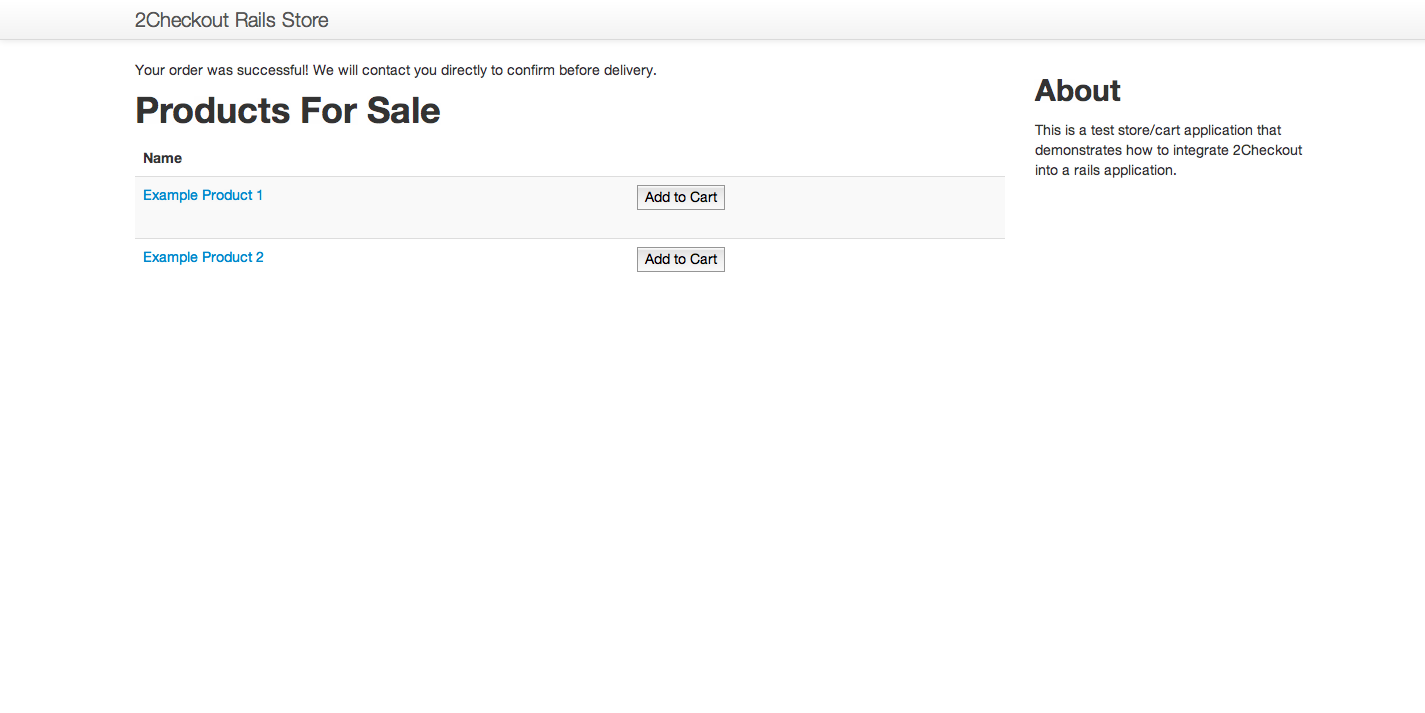 2Checkout Rails Store
Your order was successful! We will contact you directly to confirm before delivery.
Products For Sale
Name
Example Product 1
Add to Cart
Example Product 2
Add to Cart
About
This is a test store/cart application that
demonstrates how to integrate 2Checkout
into a rails application.